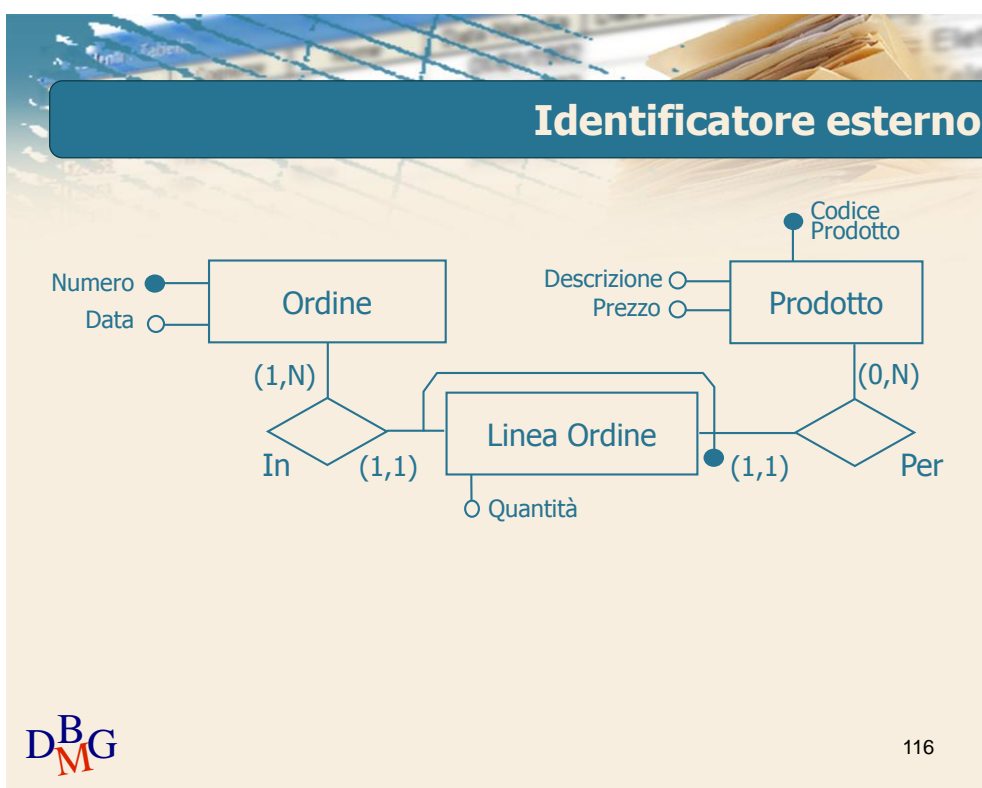 Identificatore esterno
Codice
Prodotto
Numero
Data
Ordine
Descrizione
Prezzo
Prodotto
(1,N)
(0,N)
Linea Ordine
In
(1,1)
(1,1)
Per
Quantità
DBMG
116